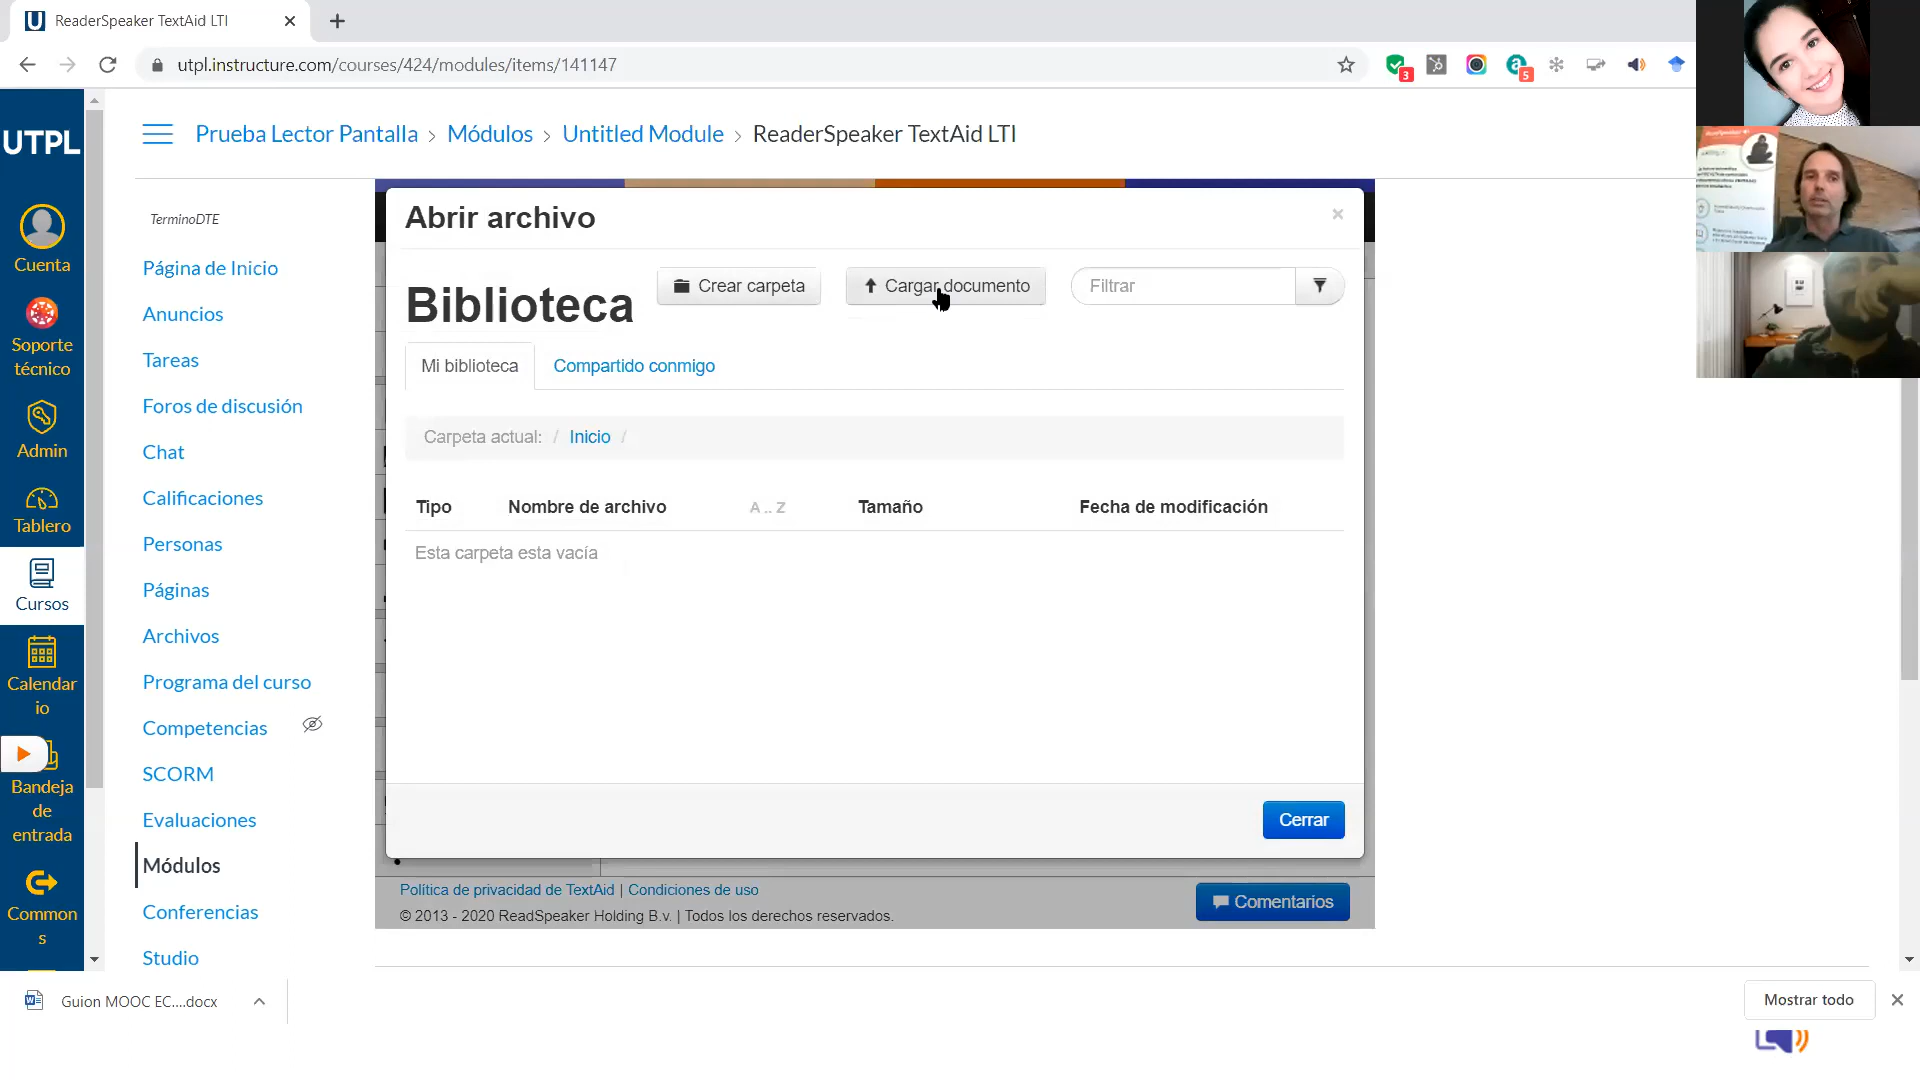 ReaderSpeaker TextAid LTI
utpl.instructure.com/courses/424/modules/items/141147
3
5
UTPL
Prueba Lector Pantalla > Módulos > Untitled Module > ReaderSpeaker TextAid LTI
Cuenta
Soporte
técnico
Admin
Tablero
Cursos
Calendar
io
Bandeja
de
entrada
Common
s
TerminoDTE
Página de Inicio
Anuncios
Tareas
Foros de discusión
Chat
Calificaciones
Personas
Páginas
Archivos
Programa del curso
Competencias
SCORM
Evaluaciones
Módulos
Conferencias
Studio
Abrir archivo
×
Biblioteca
Crear carpeta
Cargar documento
Filtrar
Mi biblioteca
Compartido conmigo
Carpeta actual: / Inicio /
Tipo Nombre de archivo A .. Z Tamaño Fecha de modificación
Esta carpeta esta vacía
Cerrar
Política de privacidad de TextAid | Condiciones de uso
© 2013 - 2020 ReadSpeaker Holding B.v. | Todos los derechos reservados.
Comentarios
Guion MOOC EC....docx
Mostrar todo